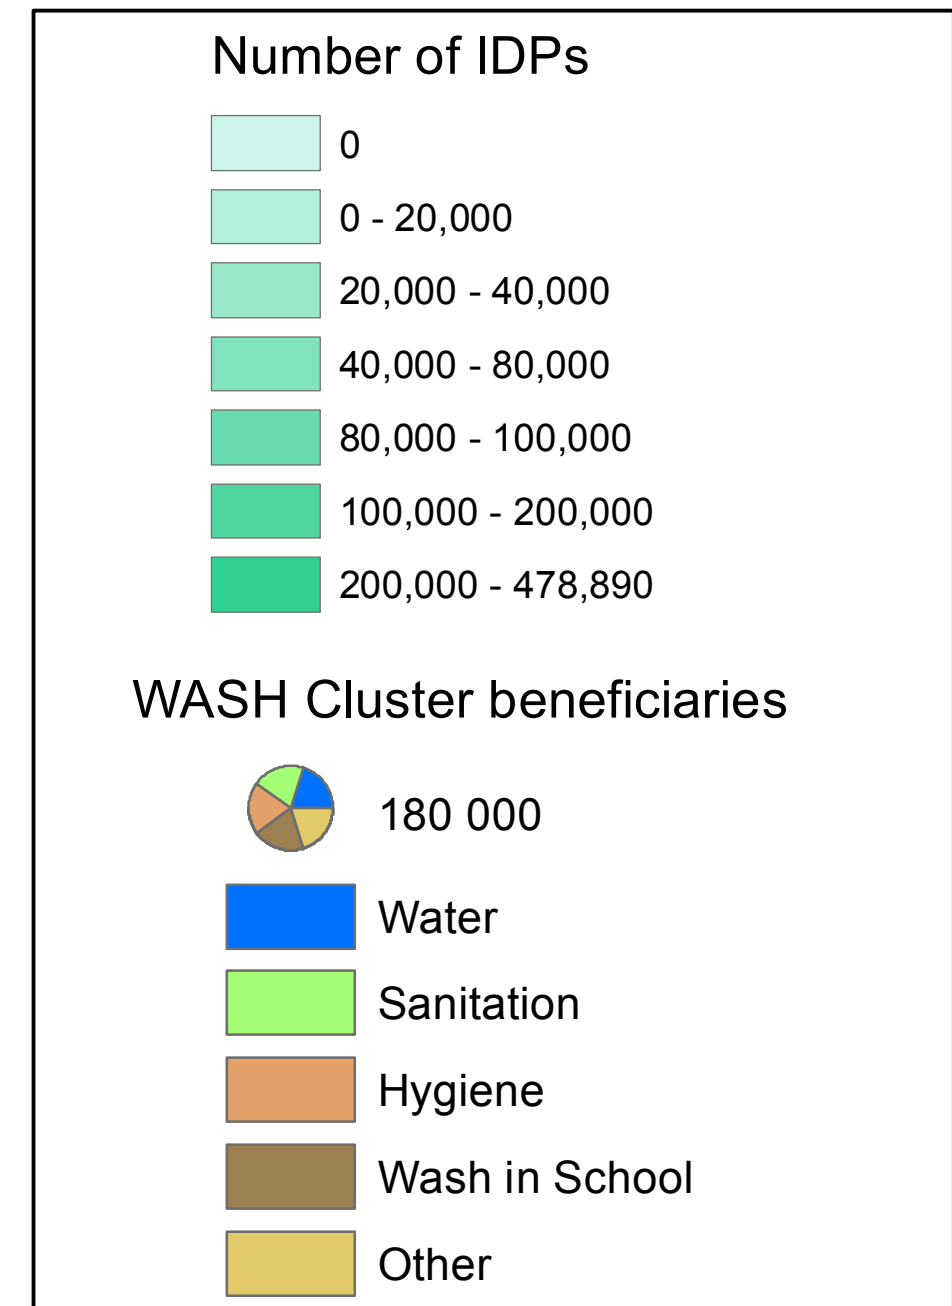 Number of IDPs
0
0 - 20,000
20,000 - 40,000
40,000 - 80,000
80,000 - 100,000
100,000 - 200,000
200,000 - 478,890
WASH Cluster beneficiaries
180 000
Water
Sanitation
Hygiene
Wash in School
Other